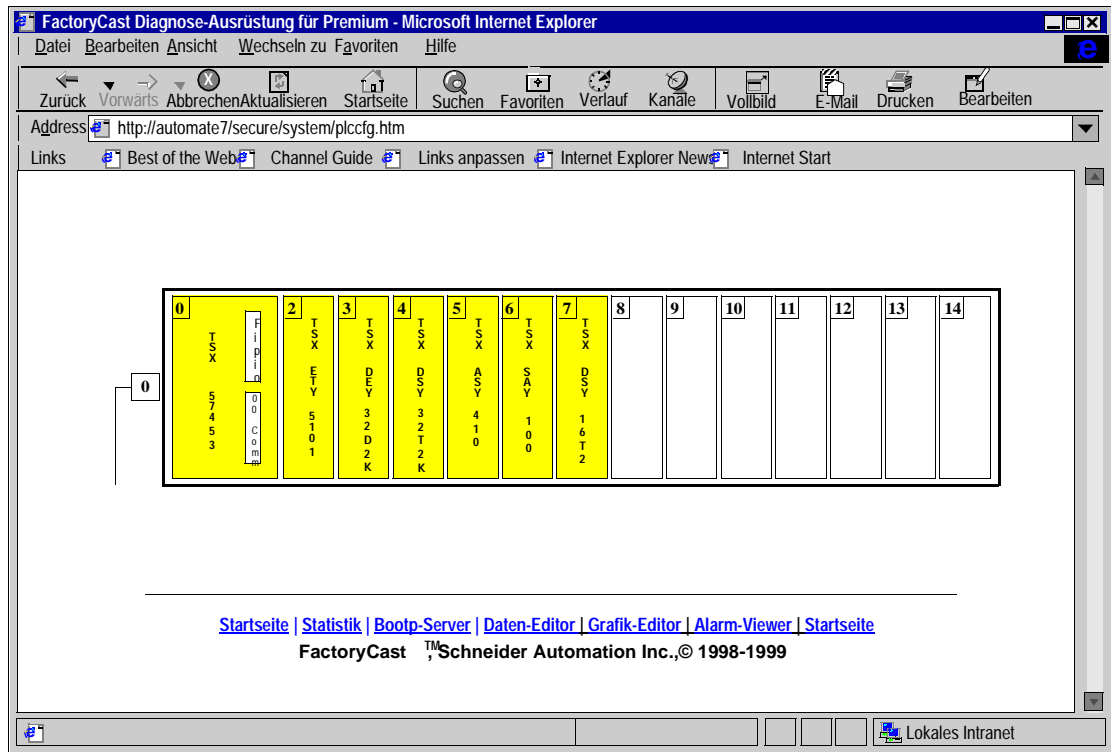 FactoryCast Diagnose-Ausrüstung für Premium - Microsoft Internet Explorer
Datei Bearbeiten Ansicht Wechseln zu Favoriten Hilfe
Zurück Vorwärts Abbrechen Aktualisieren Startseite Suchen Favoriten Verlauf Kanäle Vollbild E-Mail Drucken Bearbeiten
Address http://automate7/secure/system/plccfg.htm
Links Best of the Web Channel Guide Links anpassen Internet Explorer News Internet Start
0 2 3 4 5 6 7 8 9 10 11 12 13 14
0
TSX 57453
Fipio
00 Comm
TSX ETY 5101
TSX DEY 32D2K
TSX DSY 32T2K
TSX ASY 410
TSX SAY 100
TSX DSY 16T2
Startseite | Statistik | Bootp-Server | Daten-Editor | Grafik-Editor | Alarm-Viewer | Startseite
FactoryCast ™, Schneider Automation Inc.,© 1998-1999
Lokales Intranet